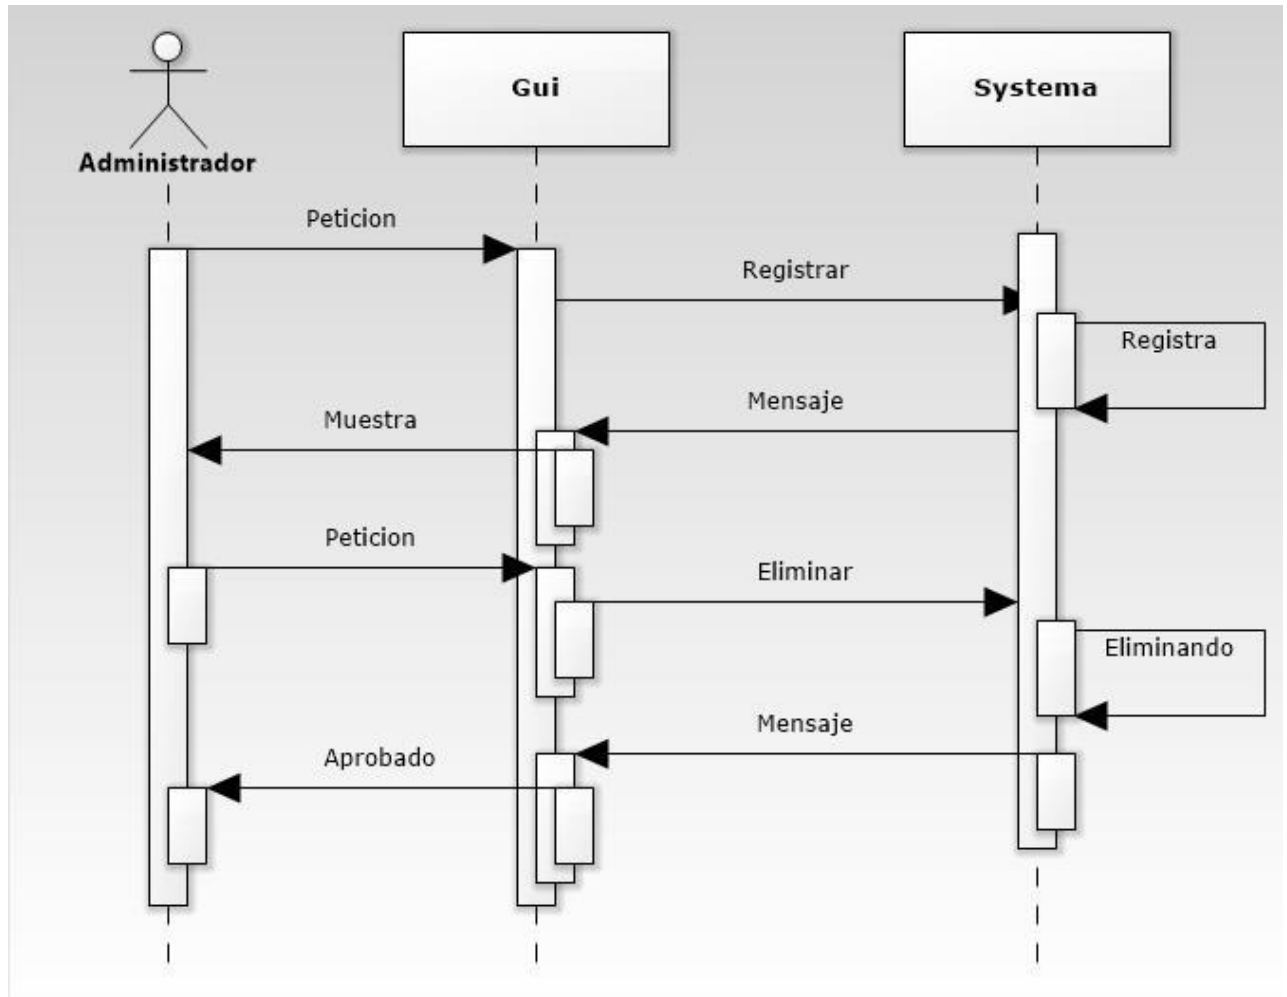 Gui
Systema
Administrador
Peticion
Registrar
Registra
Mensaje
Muestra
Peticion
Eliminar
Eliminando
Mensaje
Aprobado